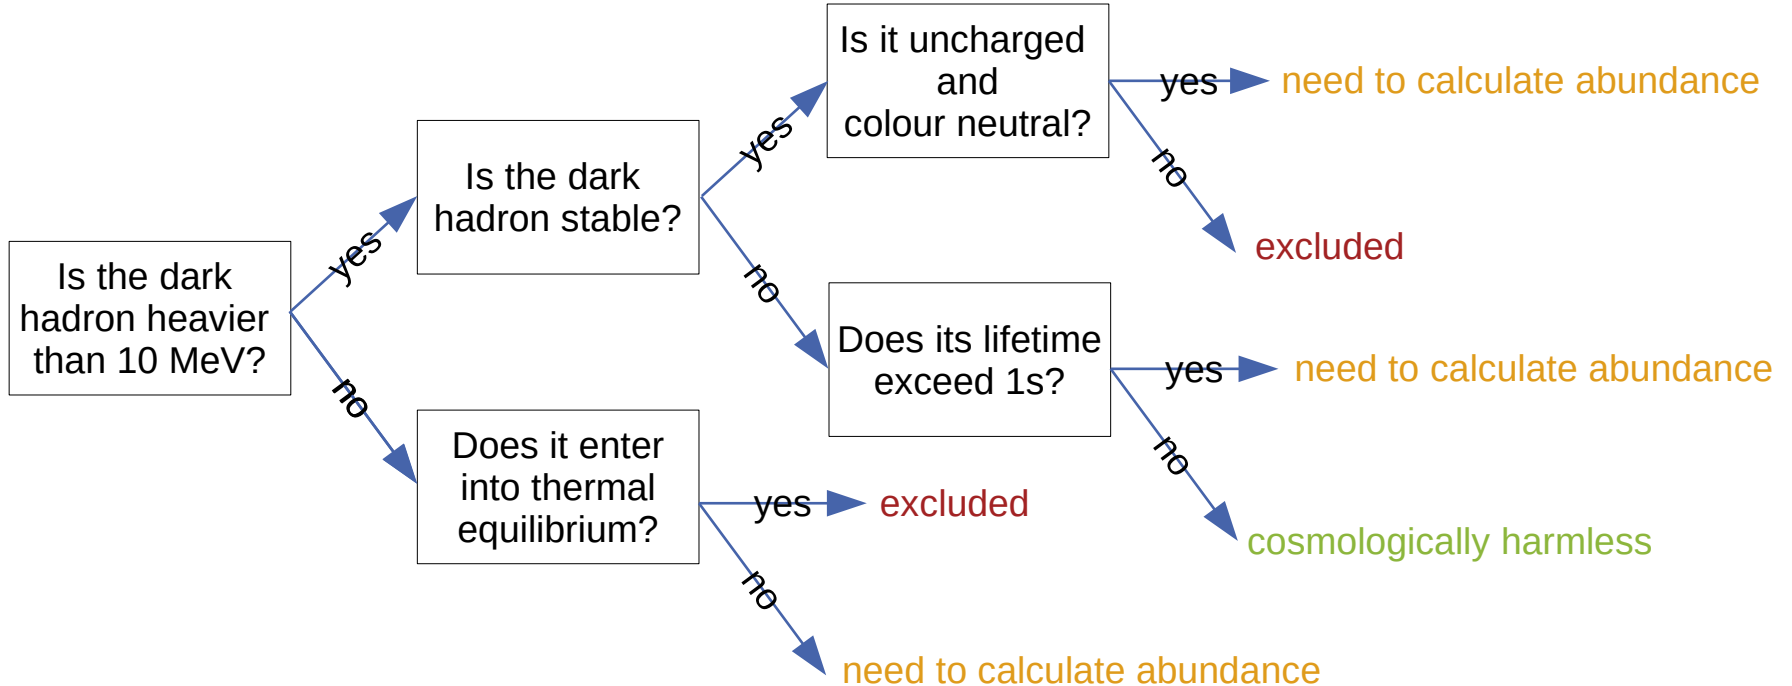 Is the dark
hadron heavier
than 10 MeV?
yes
no
Is the dark
hadron stable?
yes
no
Is it uncharged
and
colour neutral?
yes
need to calculate abundance
no
excluded
Does its lifetime
exceed 1s?
yes
need to calculate abundance
no
cosmologically harmless
Does it enter
into thermal
equilibrium?
yes
excluded
no
need to calculate abundance